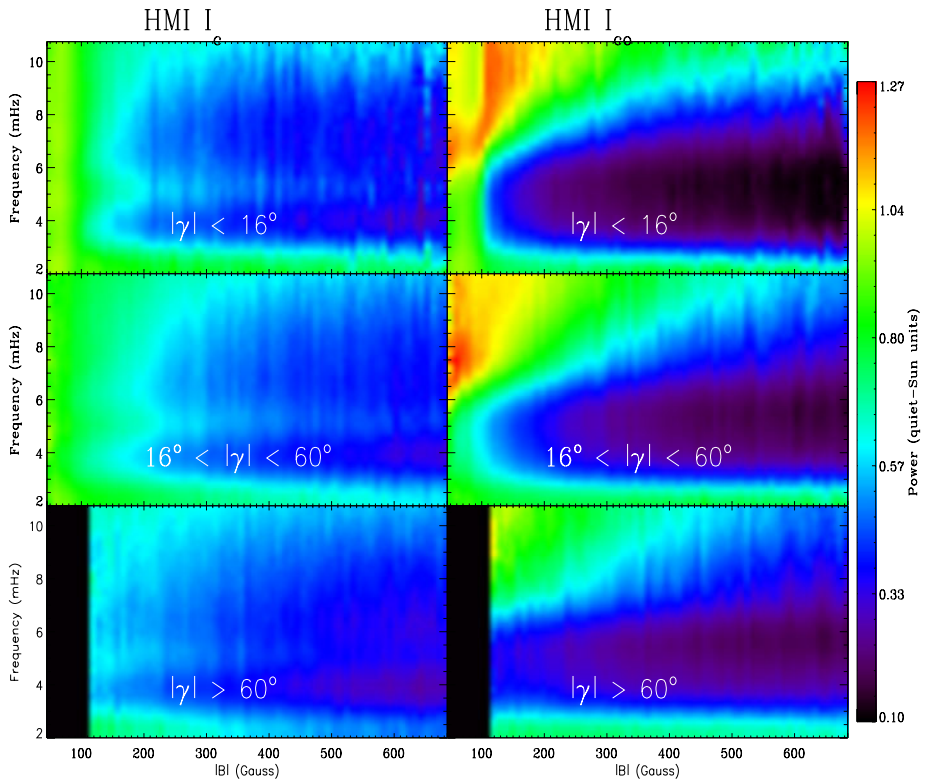 HMI I c
HMI I co
10
8
6
4
2
Frequency (mHz)
|γ| < 16°
|γ| < 16°
10
8
6
4
2
Frequency (mHz)
16° < |γ| < 60°
16° < |γ| < 60°
10
8
6
4
2
Frequency (mHz)
|γ| > 60°
|γ| > 60°
100 200 300 400 500 600
100 200 300 400 500 600
|B| (Gauss)
|B| (Gauss)
1.27
1.04
0.80
0.57
0.33
0.10
Power (quiet-Sun units)